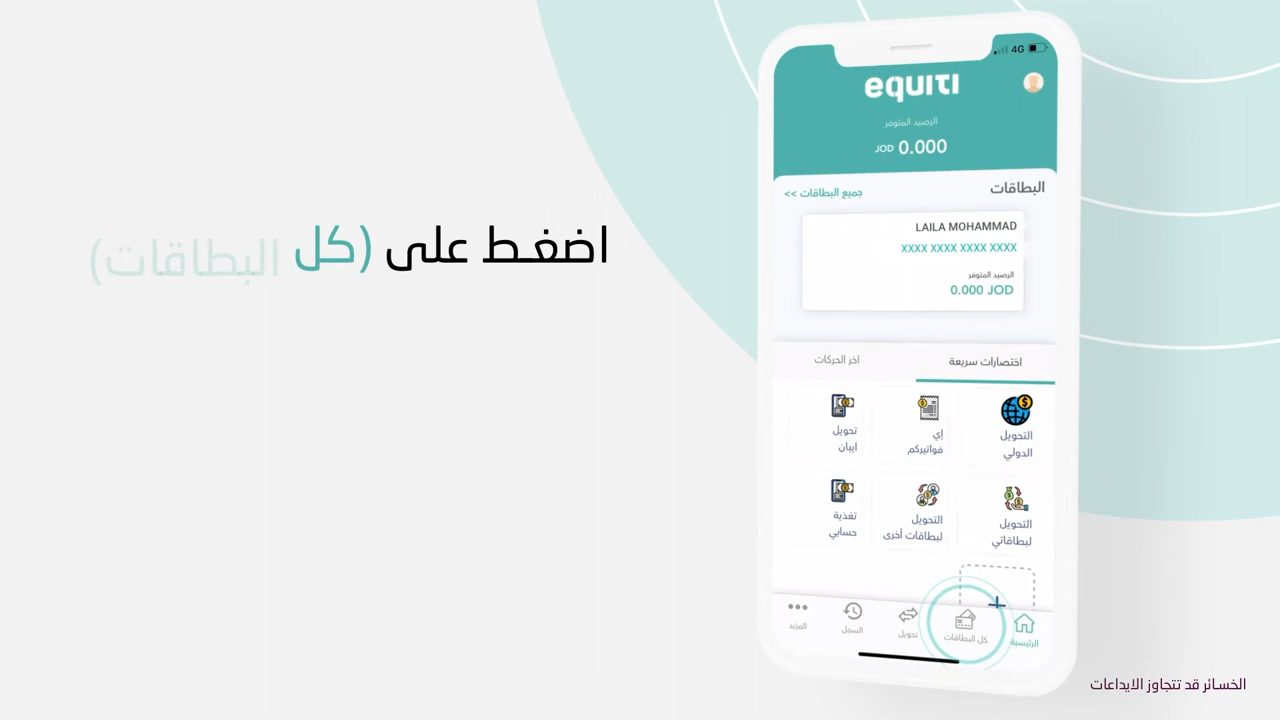 اضغط على (كل البطاقات)
4G
equiti
الرصيد المتوفر
JOD 0.000
البطاقات
جميع البطاقات >>
LAILA MOHAMMAD
XXXX XXXX XXXX XXXX
الرصيد المتوفر
0.000 JOD
اختصارات سريعة
اخر الحركات
التحويل الدولي
إي فواتيركم
تحويل ايبان
التحويل لبطاقاتي
التحويل لبطاقات أخرى
تغذية حسابي
الرئيسية
كل البطاقات
تحويل
السجل
المزيد
الخسائر قد تتجاوز الايداعات